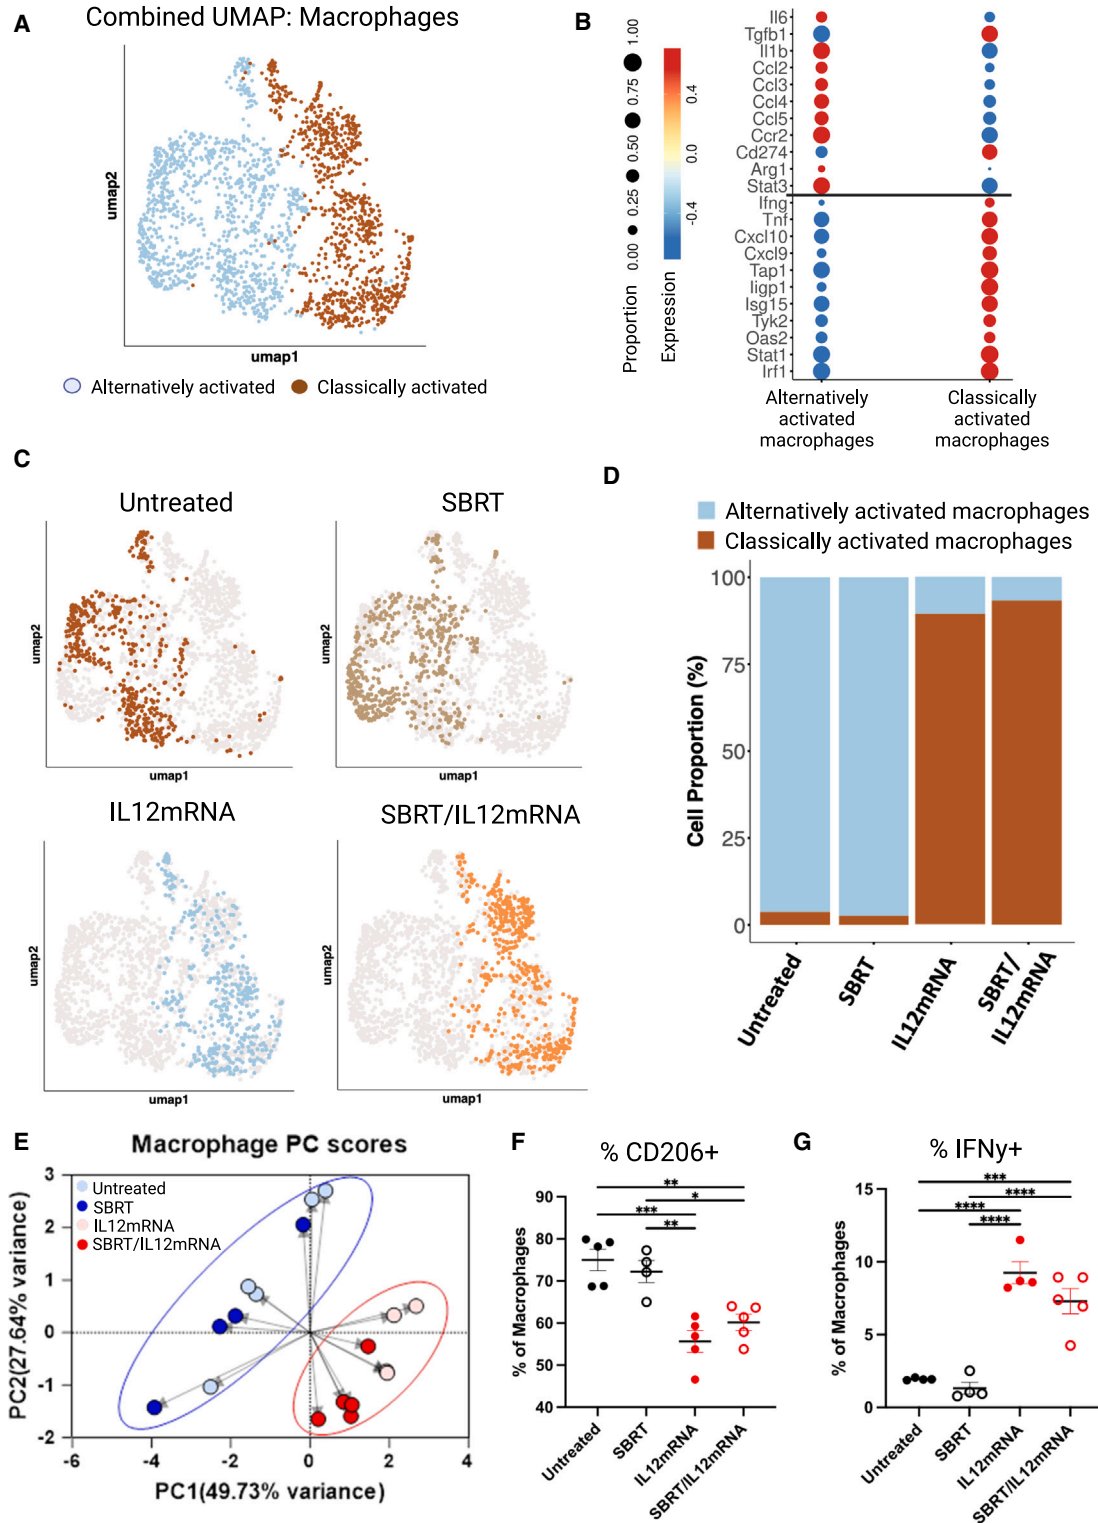 A
Combined UMAP: Macrophages
umap2
umap1
Alternatively activated
Classically activated
B
Proportion
0.00
0.25
0.50
0.75
1.00
Expression
-0.4
0.0
0.4
Il6
Tgfb1
Il1b
Ccl2
Ccl3
Ccl4
Ccl5
Ccr2
Cd274
Arg1
Stat3
Ifng
Tnf
Cxcl10
Cxcl9
Tap1
Iigp1
Isg15
Tyk2
Oas2
Stat1
Irf1
Alternatively
activated
macrophages
Classically
activated
macrophages
C
Untreated
umap2
umap1
SBRT
umap2
umap1
IL12mRNA
umap2
umap1
SBRT/IL12mRNA
umap2
umap1
D
Alternatively activated macrophages
Classically activated macrophages
Cell Proportion (%)
100
75
50
25
0
Untreated
SBRT
IL12mRNA
SBRT/
IL12mRNA
E
Macrophage PC scores
Untreated
SBRT
IL12mRNA
SBRT/IL12mRNA
PC2(27.64% variance)
3
2
1
0
-1
-2
-6
-4
-2
0
2
4
PC1(49.73% variance)
F
% CD206+
**
*
***
**
% of Macrophages
90
80
70
60
50
40
Untreated
SBRT
IL12mRNA
SBRT/IL12mRNA
G
% IFNy+
***
****
****
****
% of Macrophages
15
10
5
0
Untreated
SBRT
IL12mRNA
SBRT/IL12mRNA